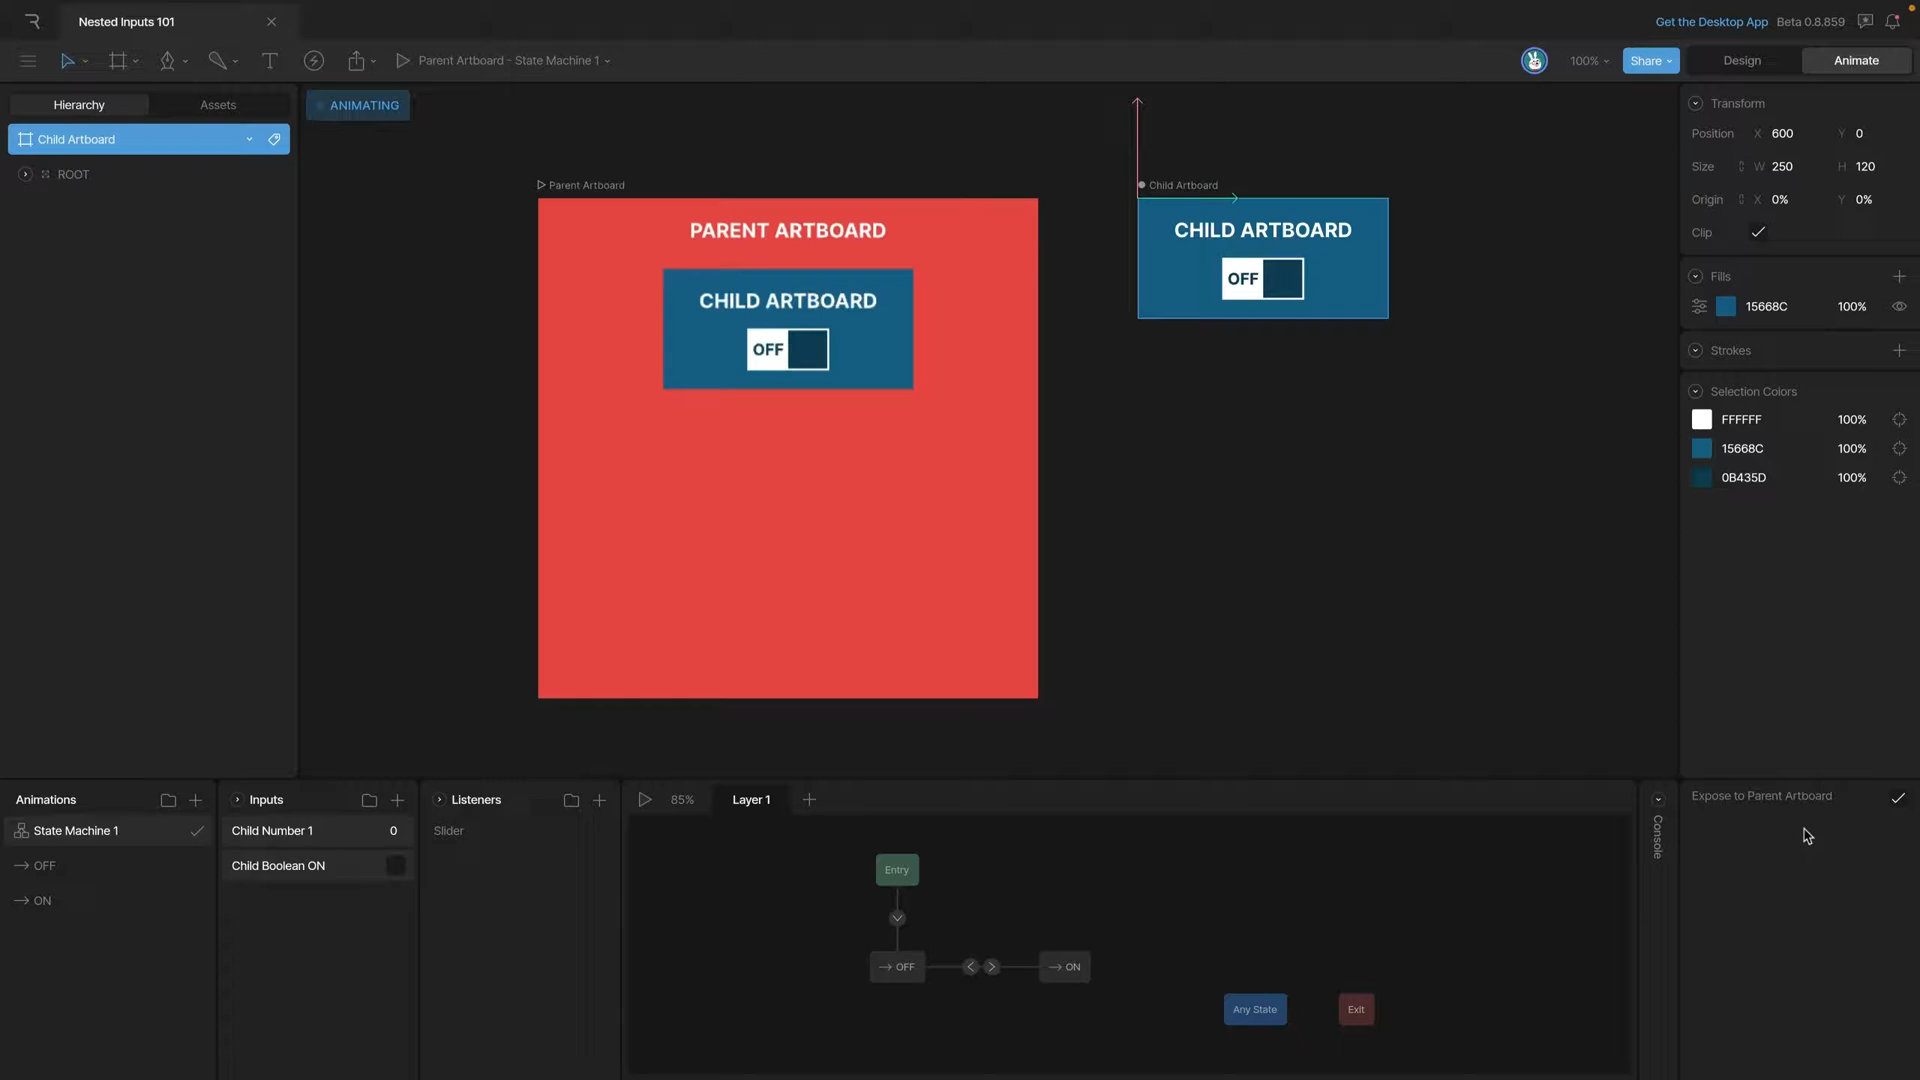 Nested Inputs 101
Get the Desktop App Beta 0.8.859
Parent Artboard - State Machine 1
100%
Share
Design
Animate
Hierarchy
Assets
ANIMATING
Child Artboard
ROOT
Parent Artboard
PARENT ARTBOARD
CHILD ARTBOARD
OFF
Child Artboard
CHILD ARTBOARD
OFF
Transform
Position X 600 Y 0
Size W 250 H 120
Origin X 0% Y 0%
Clip
Fills
15668C 100%
Strokes
Selection Colors
FFFFFF 100%
15668C 100%
0B435D 100%
Animations
State Machine 1
OFF
ON
Inputs
Child Number 1 0
Child Boolean ON
Listeners
Slider
85%
Layer 1
Entry
OFF
ON
Any State
Exit
Console
Expose to Parent Artboard